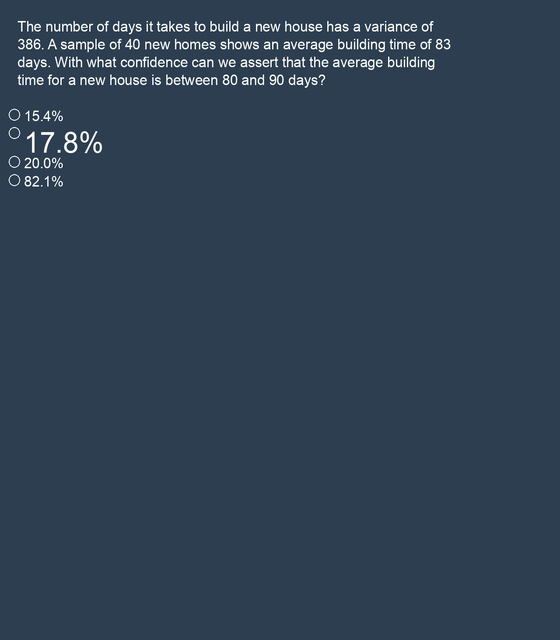 The number of days it takes to build a new house has a variance of
386. A sample of 40 new homes shows an average building time of 83
days. With what confidence can we assert that the average building
time for a new house is between 80 and 90 days?
15.4%
17.8%
20.0%
82.1%